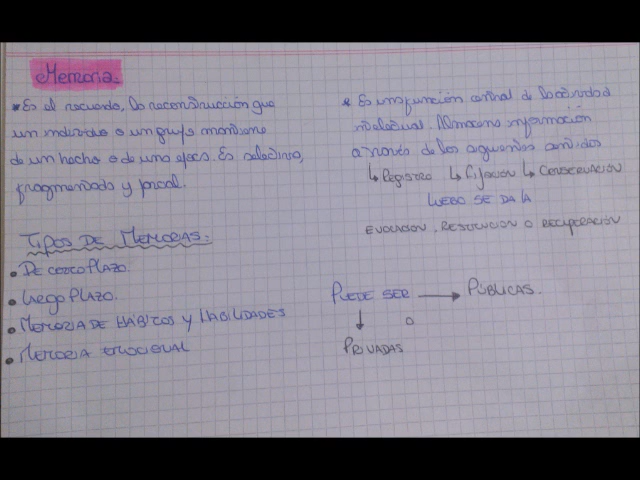 Memoria.
* Es el recuerdo, la reconstrucción que
un individuo o un grupo mantiene
de un hecho o de una época. Es selectiva,
fragmentada y parcial.
TIPOS DE MEMORIAS:
• DE CORTO PLAZO.
• Largo PLAZO.
• MEMORIA DE HÁBITOS Y HABILIDADES
• MEMORIA EMOCIONAL
* Es una función central de la actividad
intelectual. Almacena información
a través de los siguientes
↳ REGISTRO ↳ FIJACIÓN ↳ CONSERVACIÓN
LUEGO SE DA LA
EVOCACIÓN, RESTITUCIÓN O RECUPERACIÓN
PUEDE SER → PÚBLICAS.
↓ O
PRIVADAS